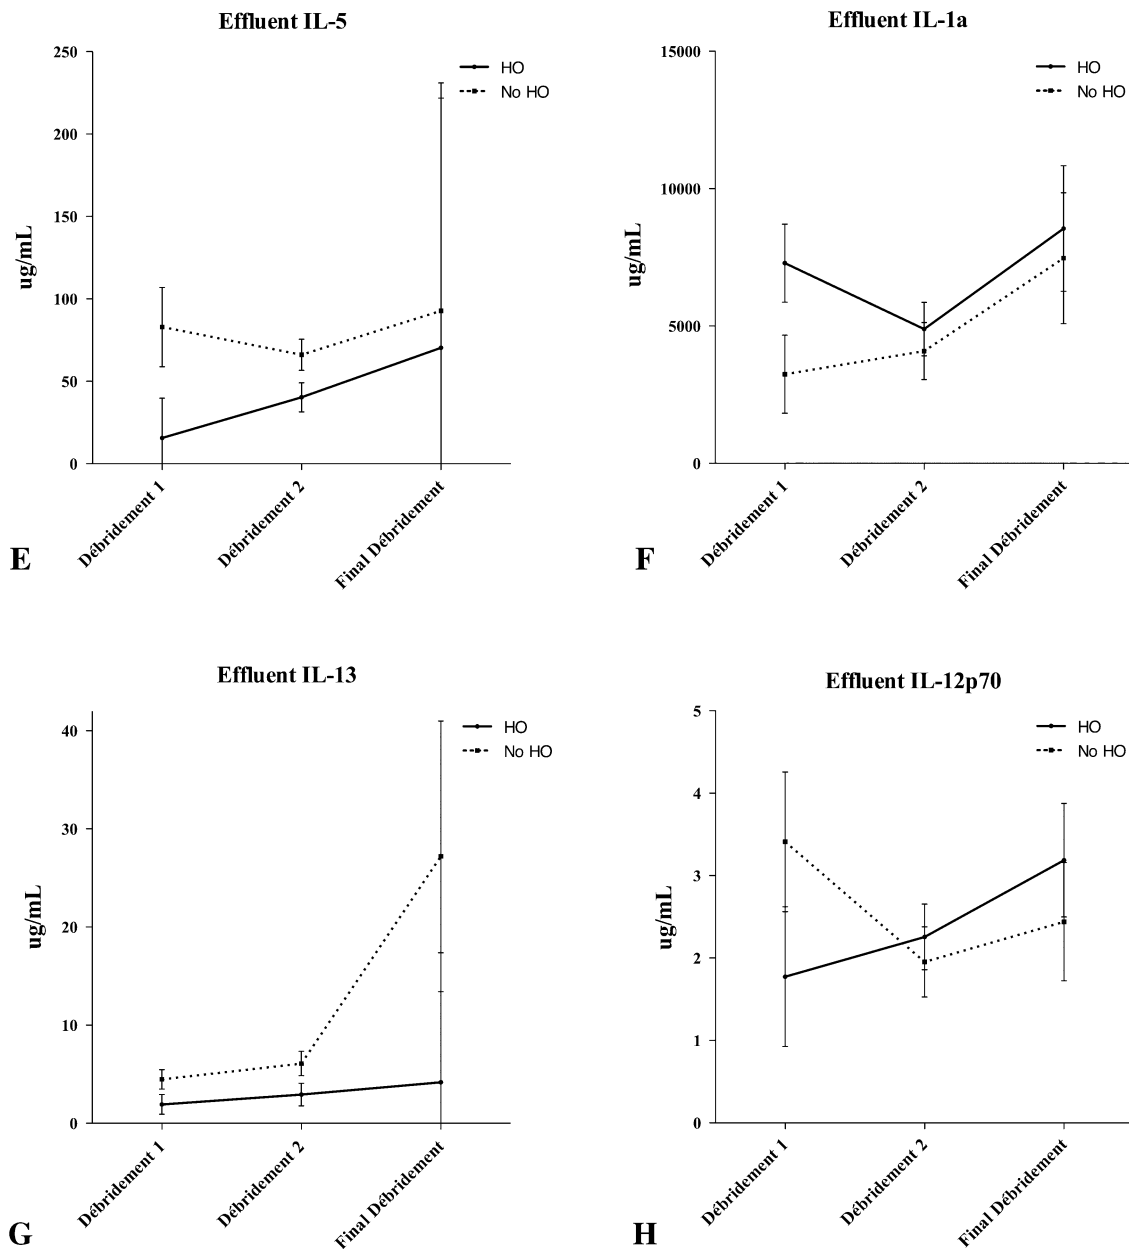 Effluent IL-5
250
200
150
100
50
0
ug/mL
HO
No HO
Débridement 1
Débridement 2
Final Débridement
E
Effluent IL-1a
15000
10000
5000
0
ug/mL
HO
No HO
Débridement 1
Débridement 2
Final Débridement
F
Effluent IL-13
40
30
20
10
0
ug/mL
HO
No HO
Débridement 1
Débridement 2
Final Débridement
G
Effluent IL-12p70
5
4
3
2
1
0
ug/mL
HO
No HO
Débridement 1
Débridement 2
Final Débridement
H